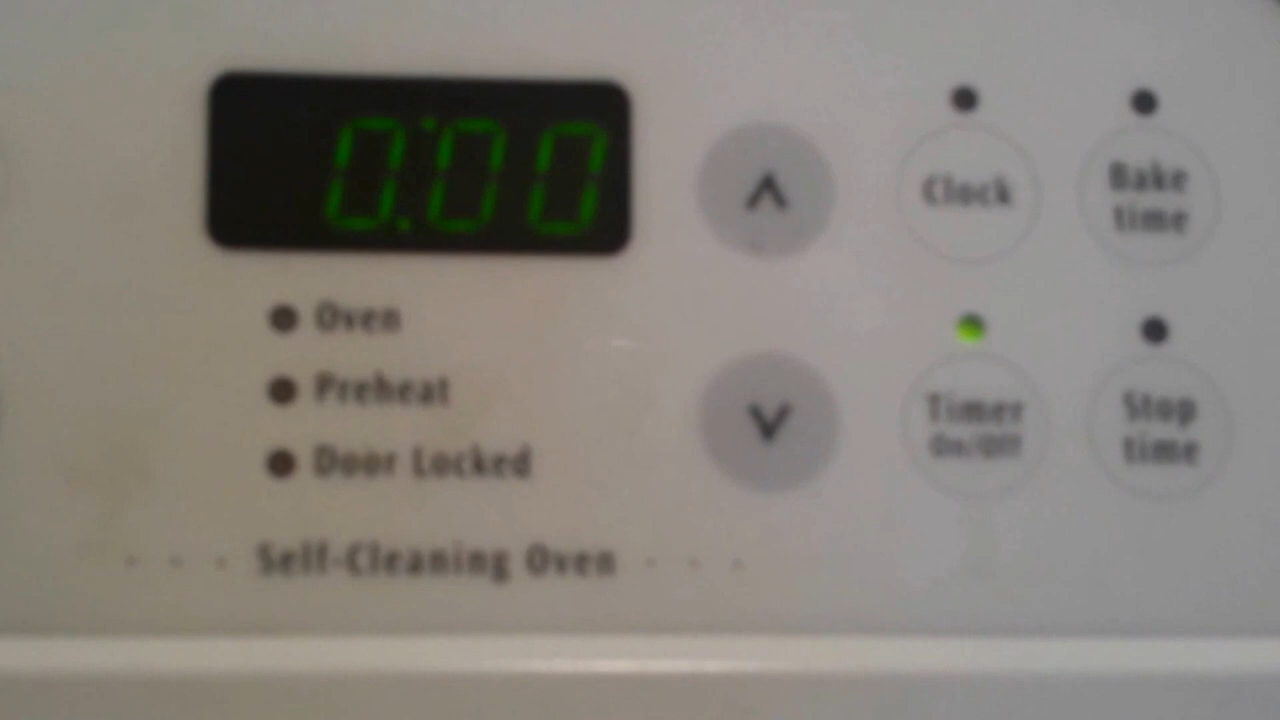 0:00
Clock
Bake
time
Oven
Preheat
Door Locked
Timer
On/Off
Stop
time
Self-Cleaning Oven